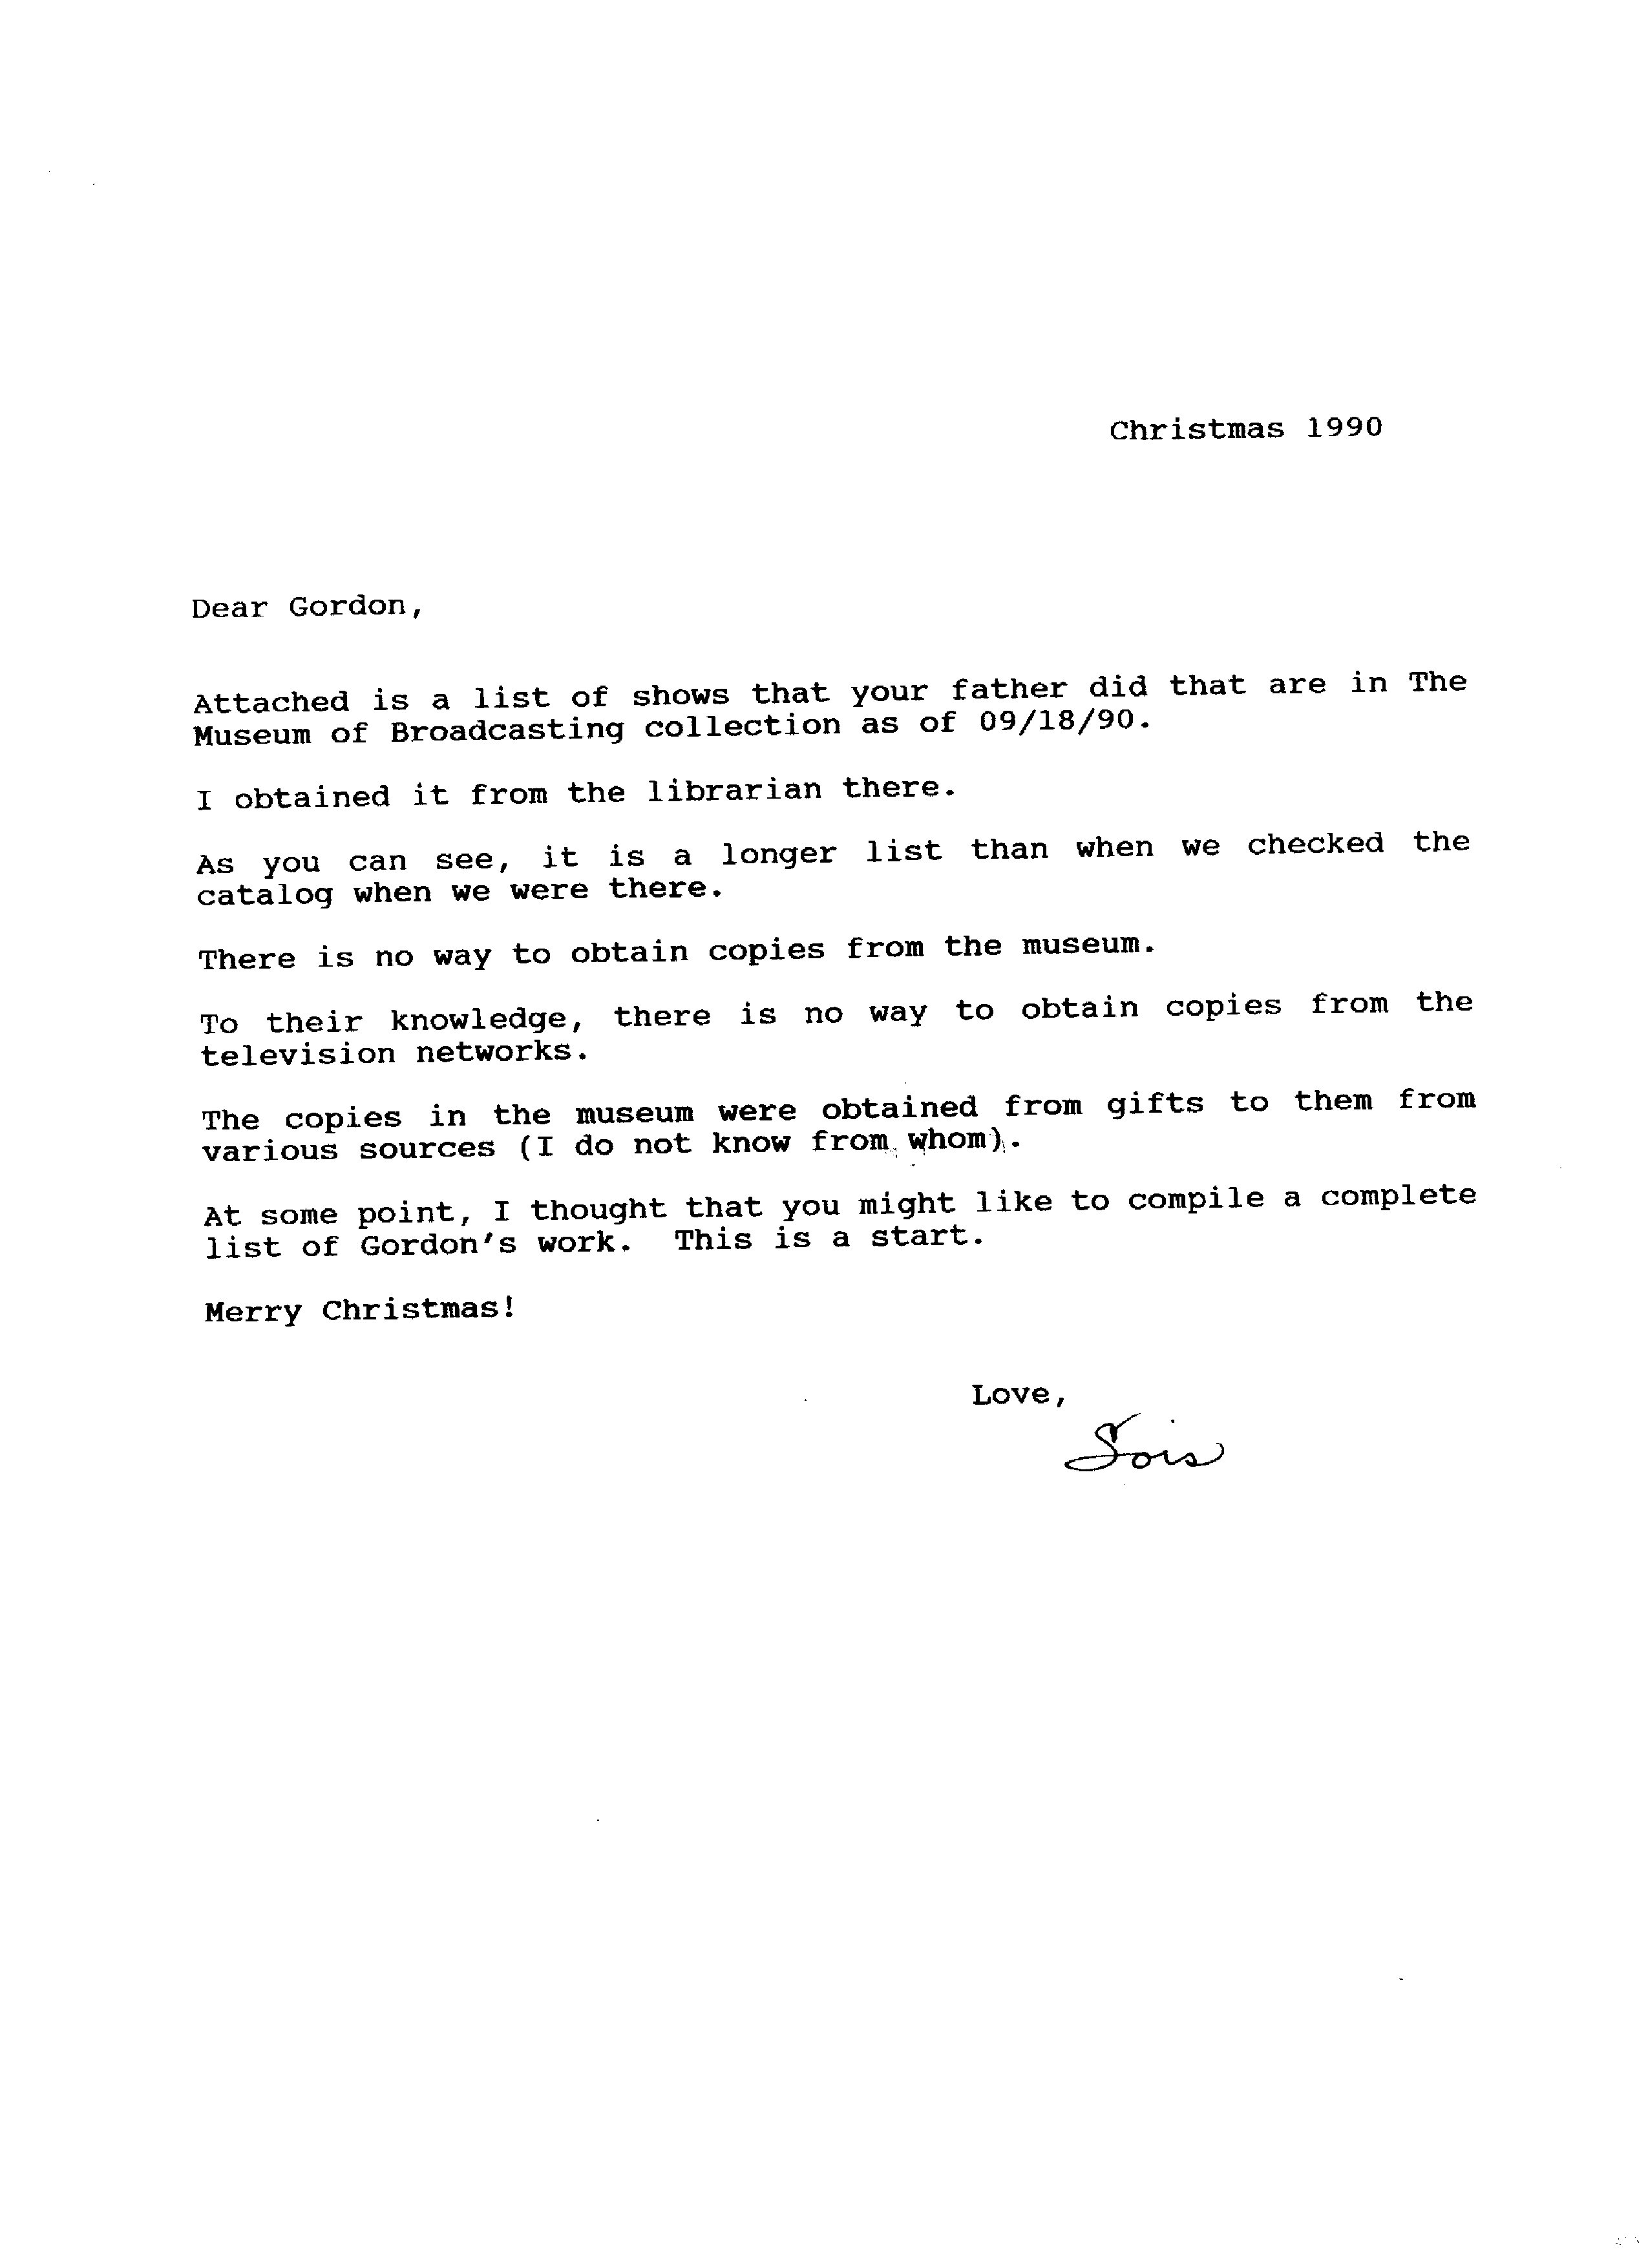 Christmas 1990
Dear Gordon,
Attached is a list of shows that your father did that are in The
Museum of Broadcasting collection as of 09/18/90.
I obtained it from the librarian there.
As you can see, it is a longer list than when we checked the
catalog when we were there.
There is no way to obtain copies from the museum.
To their knowledge, there is no way to obtain copies from the
television networks.
The copies in the museum were obtained from gifts to them from
various sources (I do not know from whom).
At some point, I thought that you might like to compile a complete
list of Gordon's work.  This is a start.
Merry Christmas!
Love,
Lois